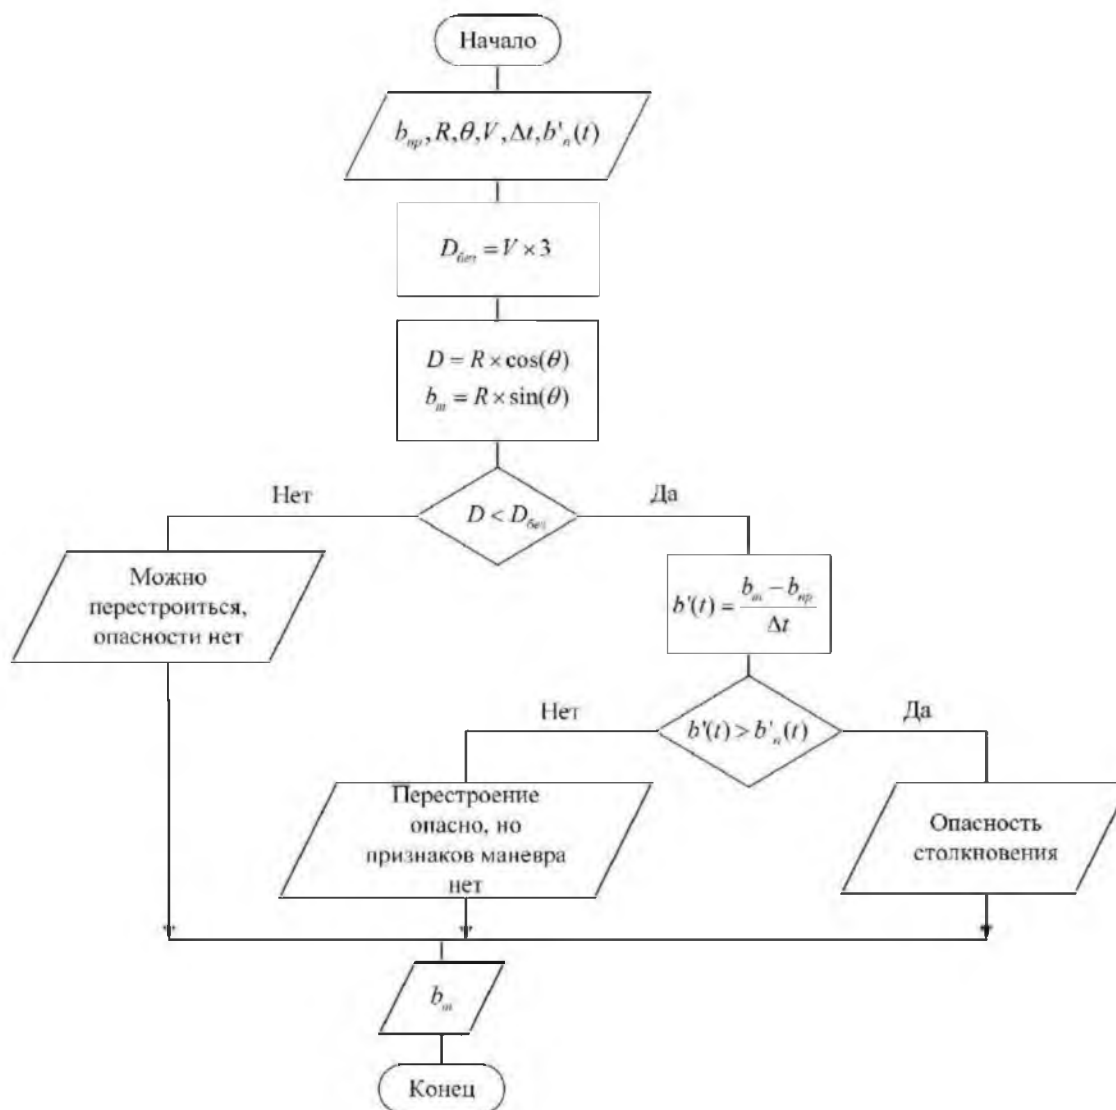 Начало
b_пр, R, θ, V, Δt, b'_п(t)
D_без = V × 3
D = R × cos(θ)
b_т = R × sin(θ)
Нет
D < D_без
Да
Можно
перестроиться,
опасности нет
b'(t) = (b_т − b_пр) / Δt
Нет
b'(t) > b'_п(t)
Да
Перестроение
опасно, но
признаков маневра
нет
Опасность
столкновения
b_т
Конец